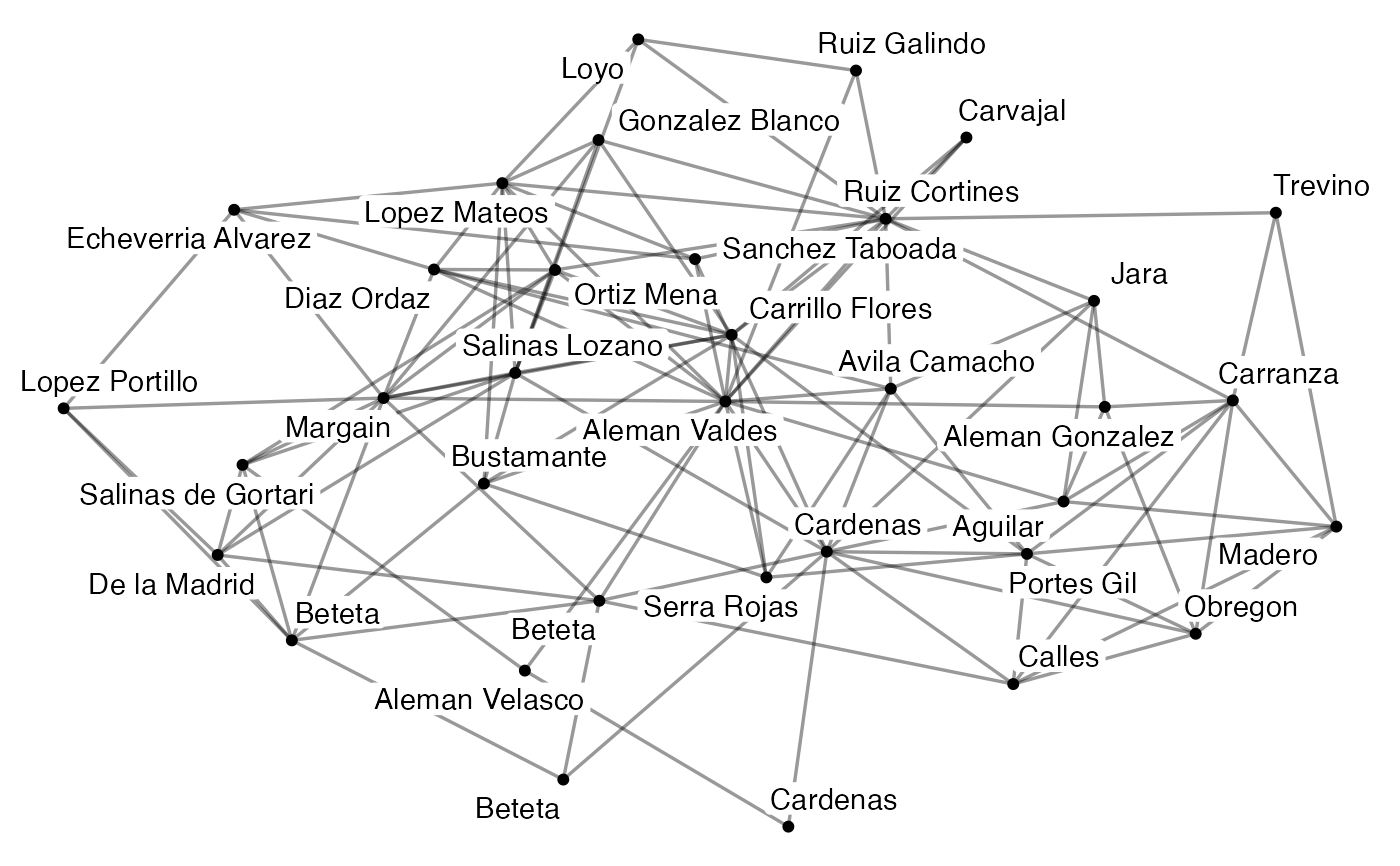 Ruiz Galindo
Loyo
Carvajal
Gonzalez Blanco
Trevino
Ruiz Cortines
Lopez Mateos
Echeverria Alvarez
Sanchez Taboada
Jara
Diaz Ordaz
Ortiz Mena
Carrillo Flores
Salinas Lozano
Avila Camacho
Carranza
Lopez Portillo
Margain
Aleman Valdes
Aleman Gonzalez
Bustamante
Salinas de Gortari
Cardenas
Aguilar
Madero
De la Madrid
Portes Gil
Beteta
Serra Rojas
Obregon
Beteta
Calles
Aleman Velasco
Cardenas
Beteta